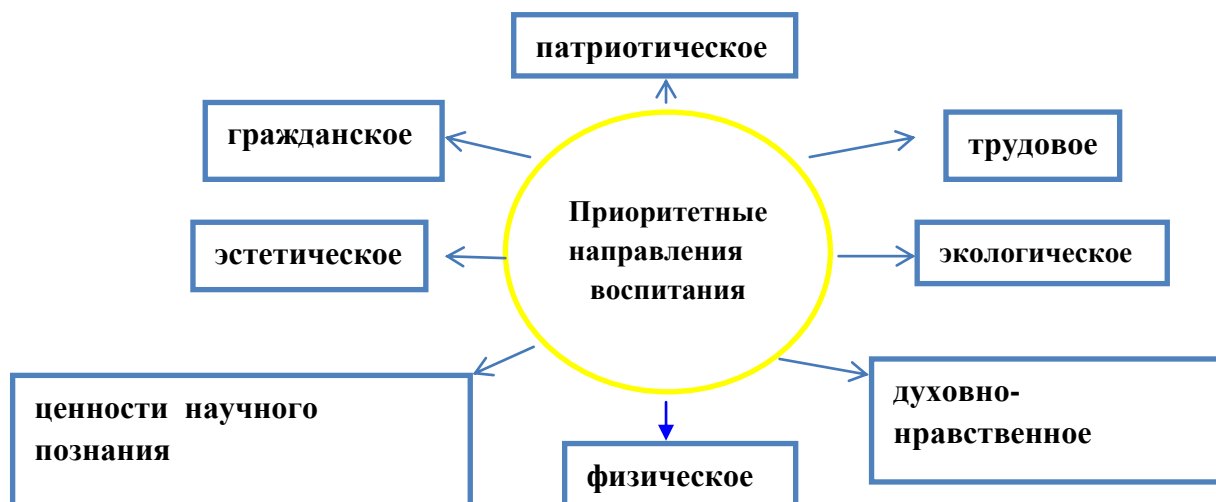 патриотическое
гражданское
трудовое
Приоритетные
направления
воспитания
эстетическое
экологическое
ценности научного
познания
духовно-
нравственное
физическое